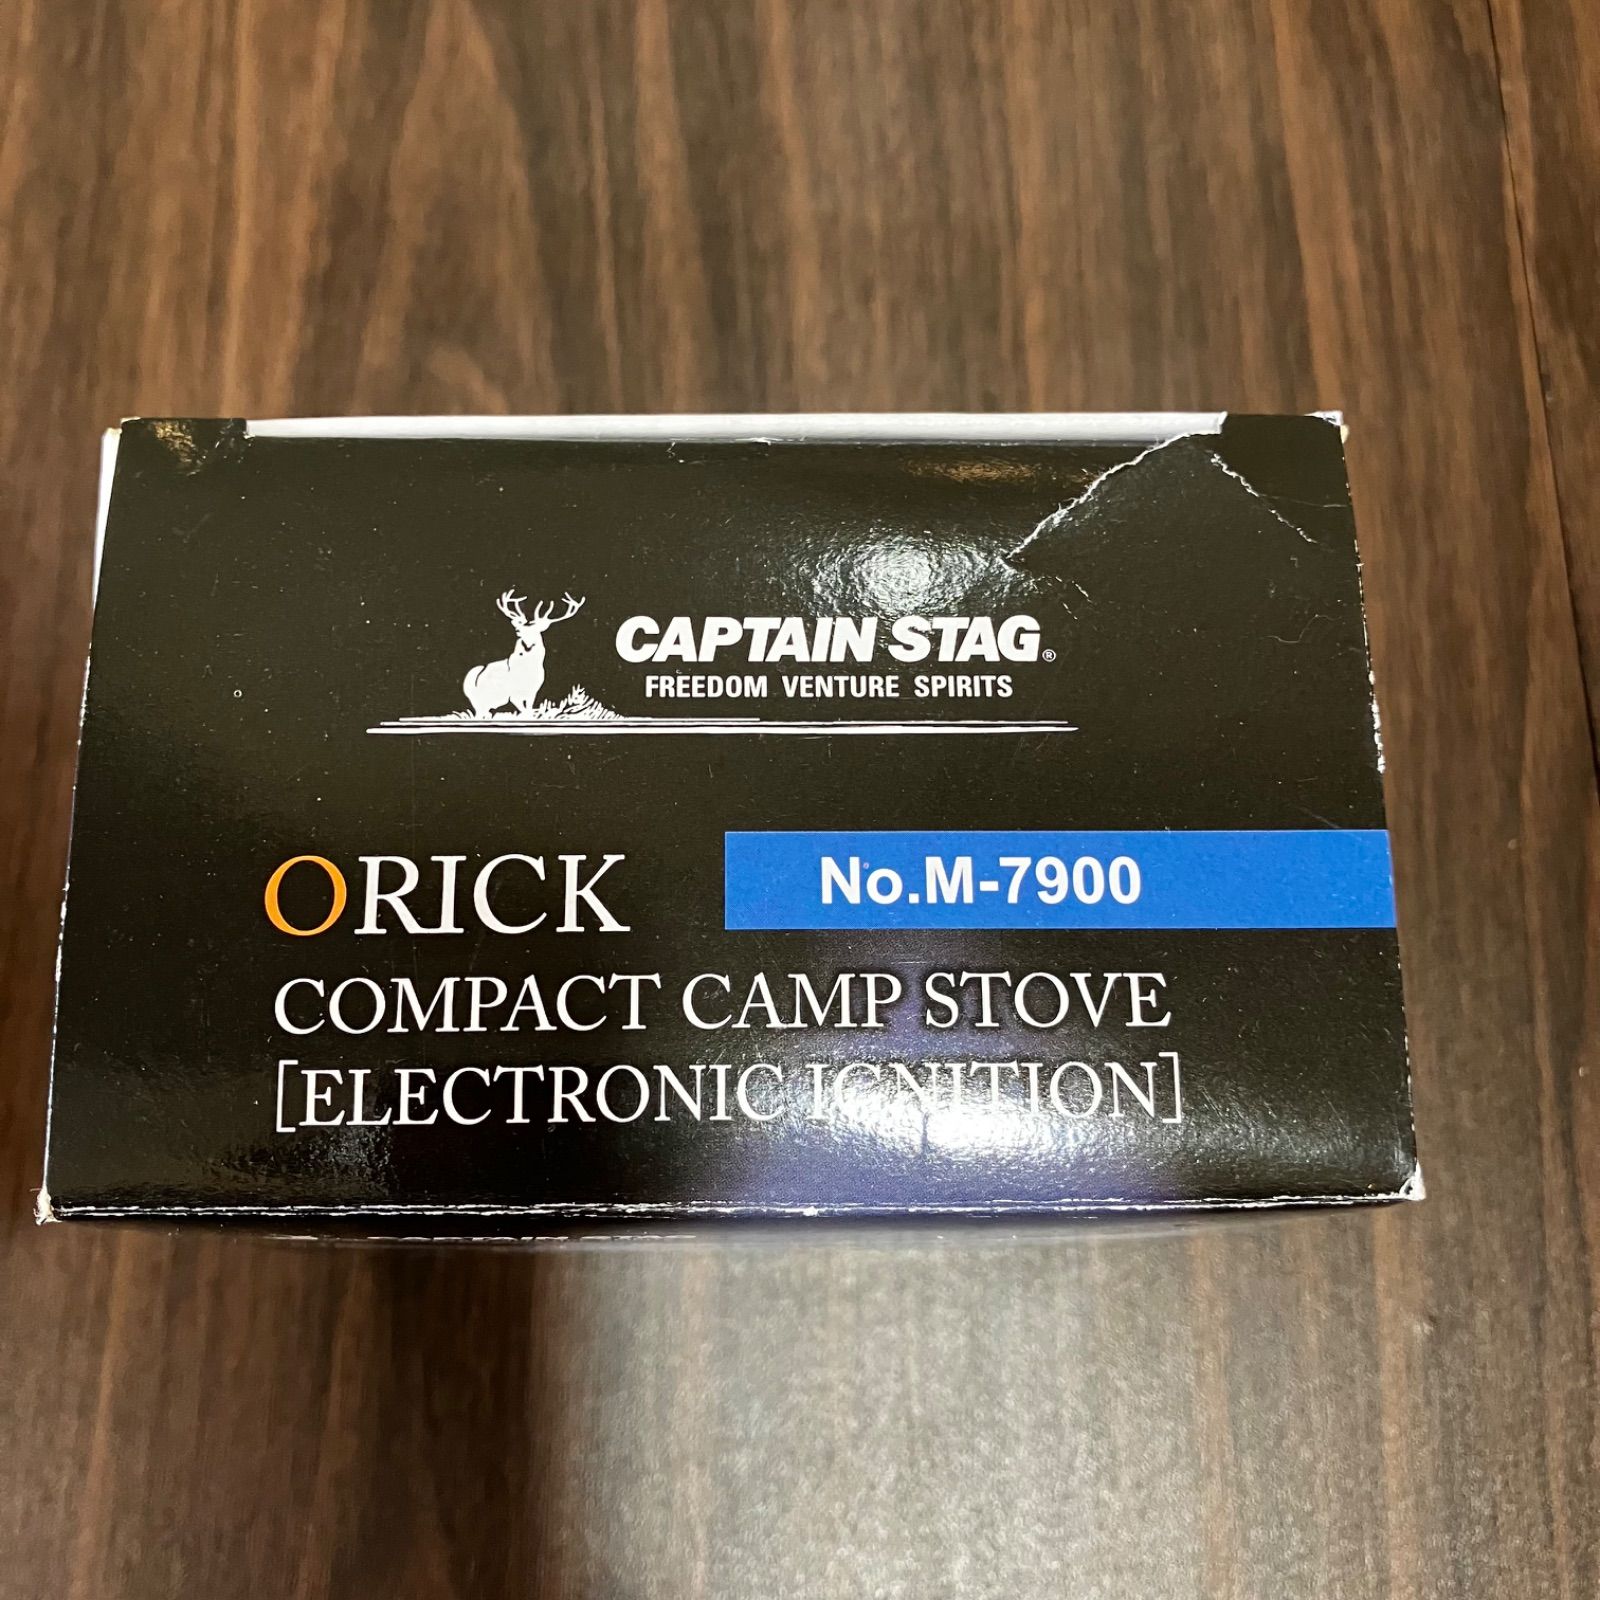 CAPTAIN STAG®
FREEDOM VENTURE SPIRITS
ORICK
No.M-7900
COMPACT CAMP STOVE
[ELECTRONIC IGNITION]